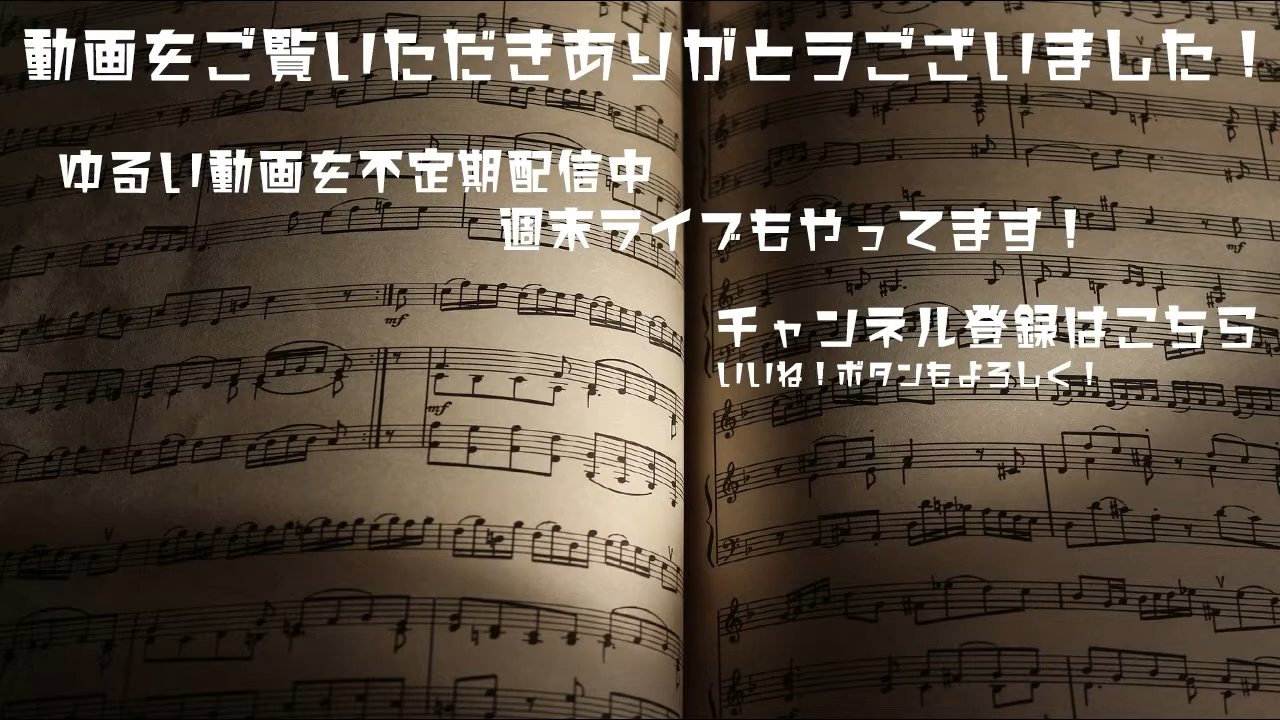 動画をご覧いただきありがとうございました！
ゆるい動画を不定期配信中
週末ライブもやってます！
チャンネル登録はこちら
いいね！ボタンもよろしく！
mf
mf
mf